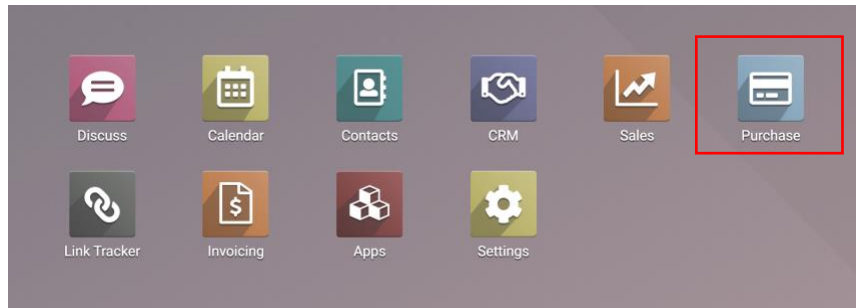 Discuss
Calendar
Contacts
CRM
Sales
Purchase
Link Tracker
Invoicing
Apps
Settings